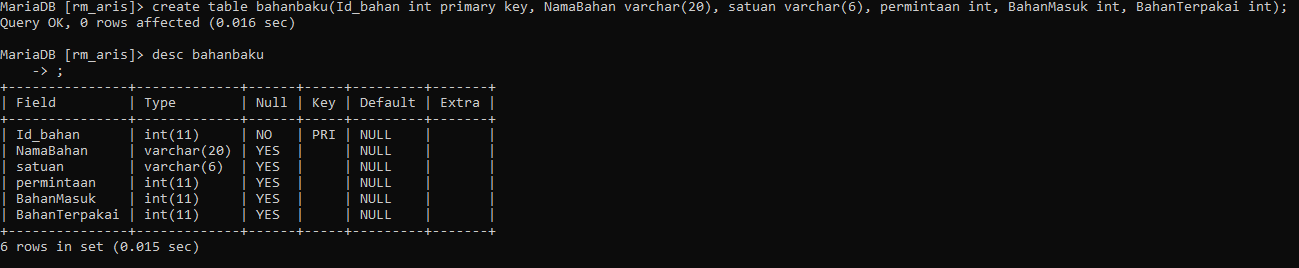 MariaDB [rm_aris]> create table bahanbaku(Id_bahan int primary key, NamaBahan varchar(20), satuan varchar(6), permintaan int, BahanMasuk int, BahanTerpakai int);
Query OK, 0 rows affected (0.016 sec)

MariaDB [rm_aris]> desc bahanbaku
    -> ;
+---------------+-------------+------+-----+---------+-------+
| Field         | Type        | Null | Key | Default | Extra |
+---------------+-------------+------+-----+---------+-------+
| Id_bahan      | int(11)     | NO   | PRI | NULL    |       |
| NamaBahan     | varchar(20) | YES  |     | NULL    |       |
| satuan        | varchar(6)  | YES  |     | NULL    |       |
| permintaan    | int(11)     | YES  |     | NULL    |       |
| BahanMasuk    | int(11)     | YES  |     | NULL    |       |
| BahanTerpakai | int(11)     | YES  |     | NULL    |       |
+---------------+-------------+------+-----+---------+-------+
6 rows in set (0.015 sec)